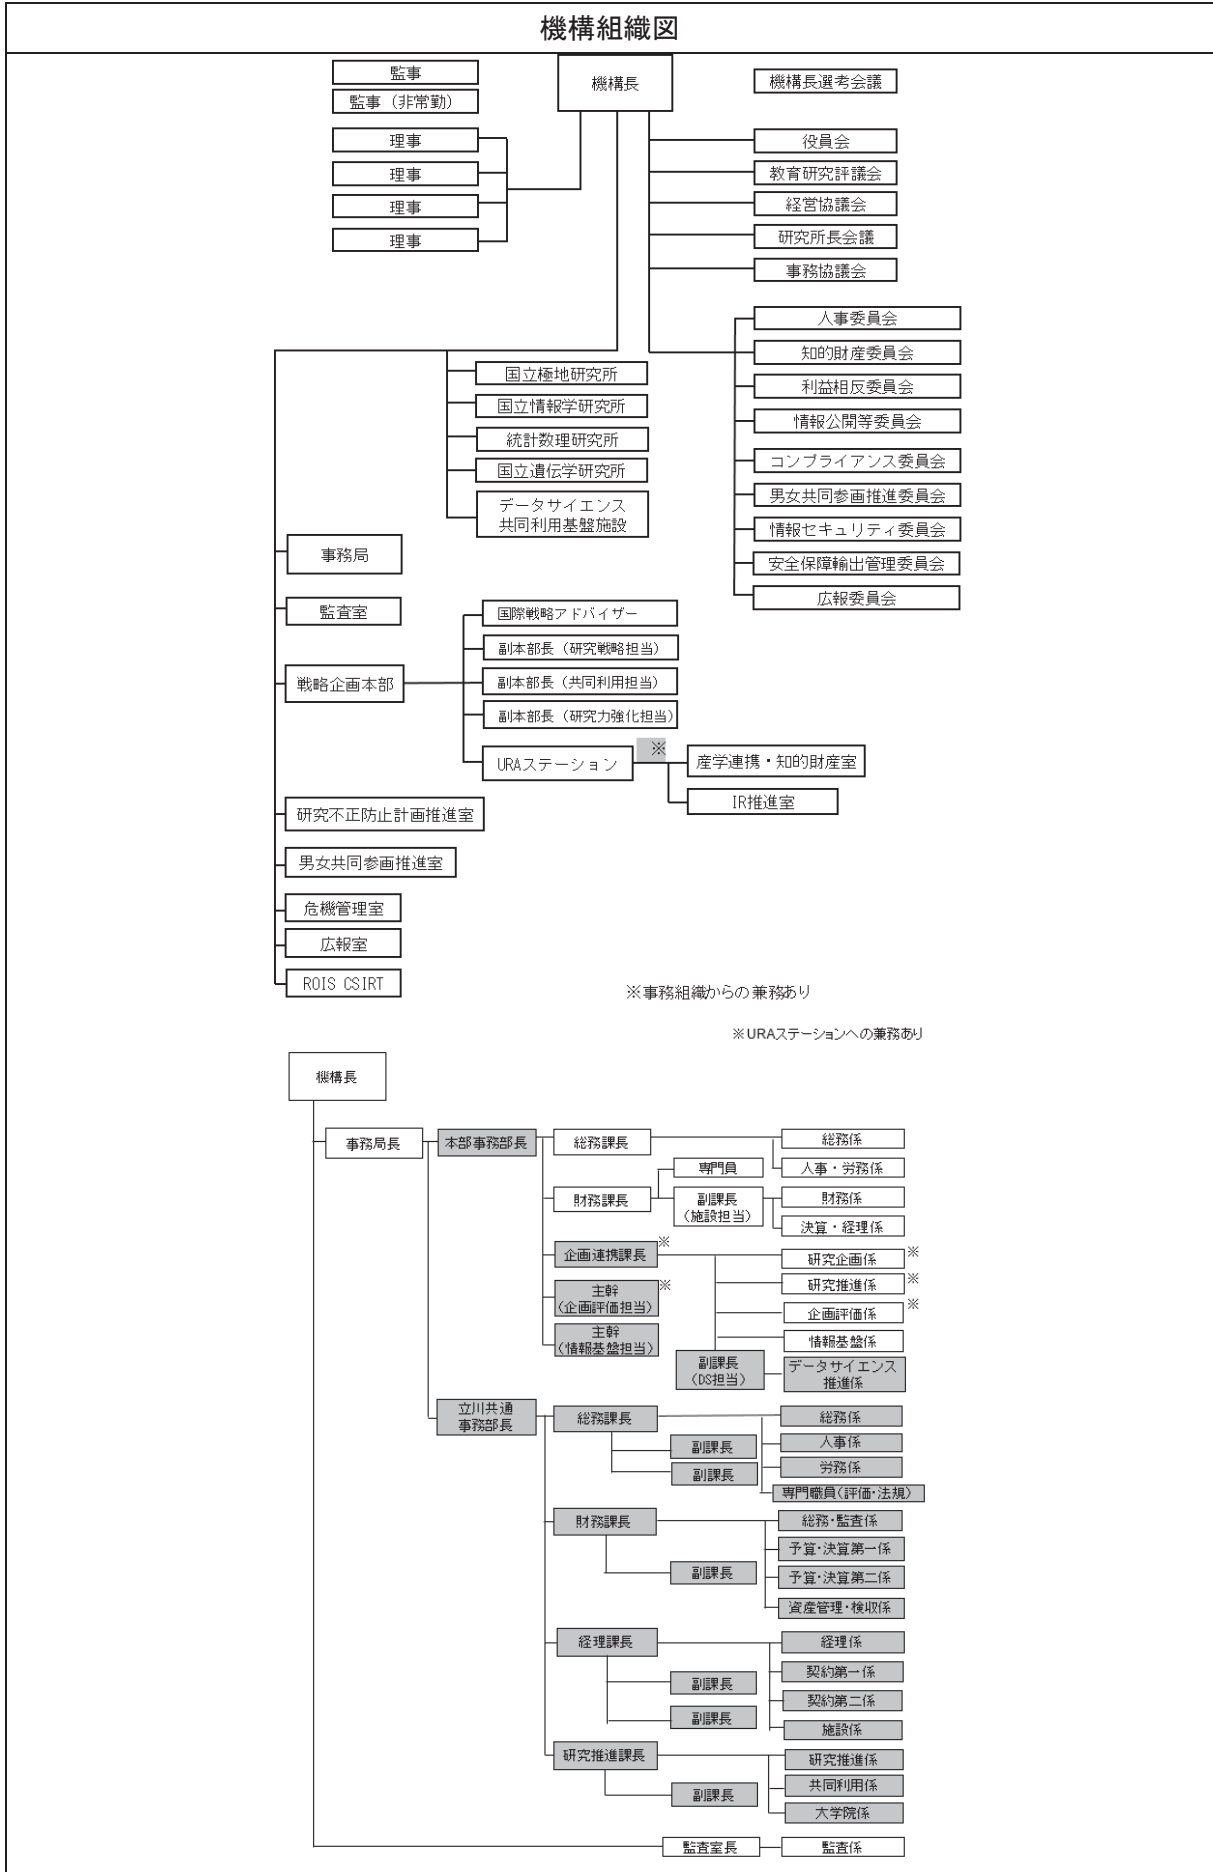 機構組織図
監事
監事（非常勤）
理事
理事
理事
理事
機構長
機構長選考会議
役員会
教育研究評議会
経営協議会
研究所長会議
事務協議会
人事委員会
知的財産委員会
利益相反委員会
情報公開等委員会
コンプライアンス委員会
男女共同参画推進委員会
情報セキュリティ委員会
安全保障輸出管理委員会
広報委員会
国立極地研究所
国立情報学研究所
統計数理研究所
国立遺伝学研究所
データサイエンス
共同利用基盤施設
事務局
監査室
戦略企画本部
国際戦略アドバイザー
副本部長（研究戦略担当）
副本部長（共同利用担当）
副本部長（研究力強化担当）
URAステーション
※
産学連携・知的財産室
IR推進室
研究不正防止計画推進室
男女共同参画推進室
危機管理室
広報室
ROIS CSIRT
※事務組織からの兼務あり
※URAステーションへの兼務あり
機構長
事務局長
本部事務部長
総務課長
総務係
人事・労務係
財務課長
専門員
副課長
（施設担当）
財務係
決算・経理係
企画連携課長
※
研究企画係
※
研究推進係
※
企画評価係
※
情報基盤係
主幹
（企画評価担当）
※
主幹
（情報基盤担当）
副課長
（DS担当）
データサイエンス
推進係
立川共通
事務部長
総務課長
副課長
副課長
総務係
人事係
労務係
専門職員（評価・法規）
財務課長
副課長
総務・監査係
予算・決算第一係
予算・決算第二係
資産管理・検収係
経理課長
副課長
副課長
経理係
契約第一係
契約第二係
施設係
研究推進課長
副課長
研究推進係
共同利用係
大学院係
監査室長
監査係